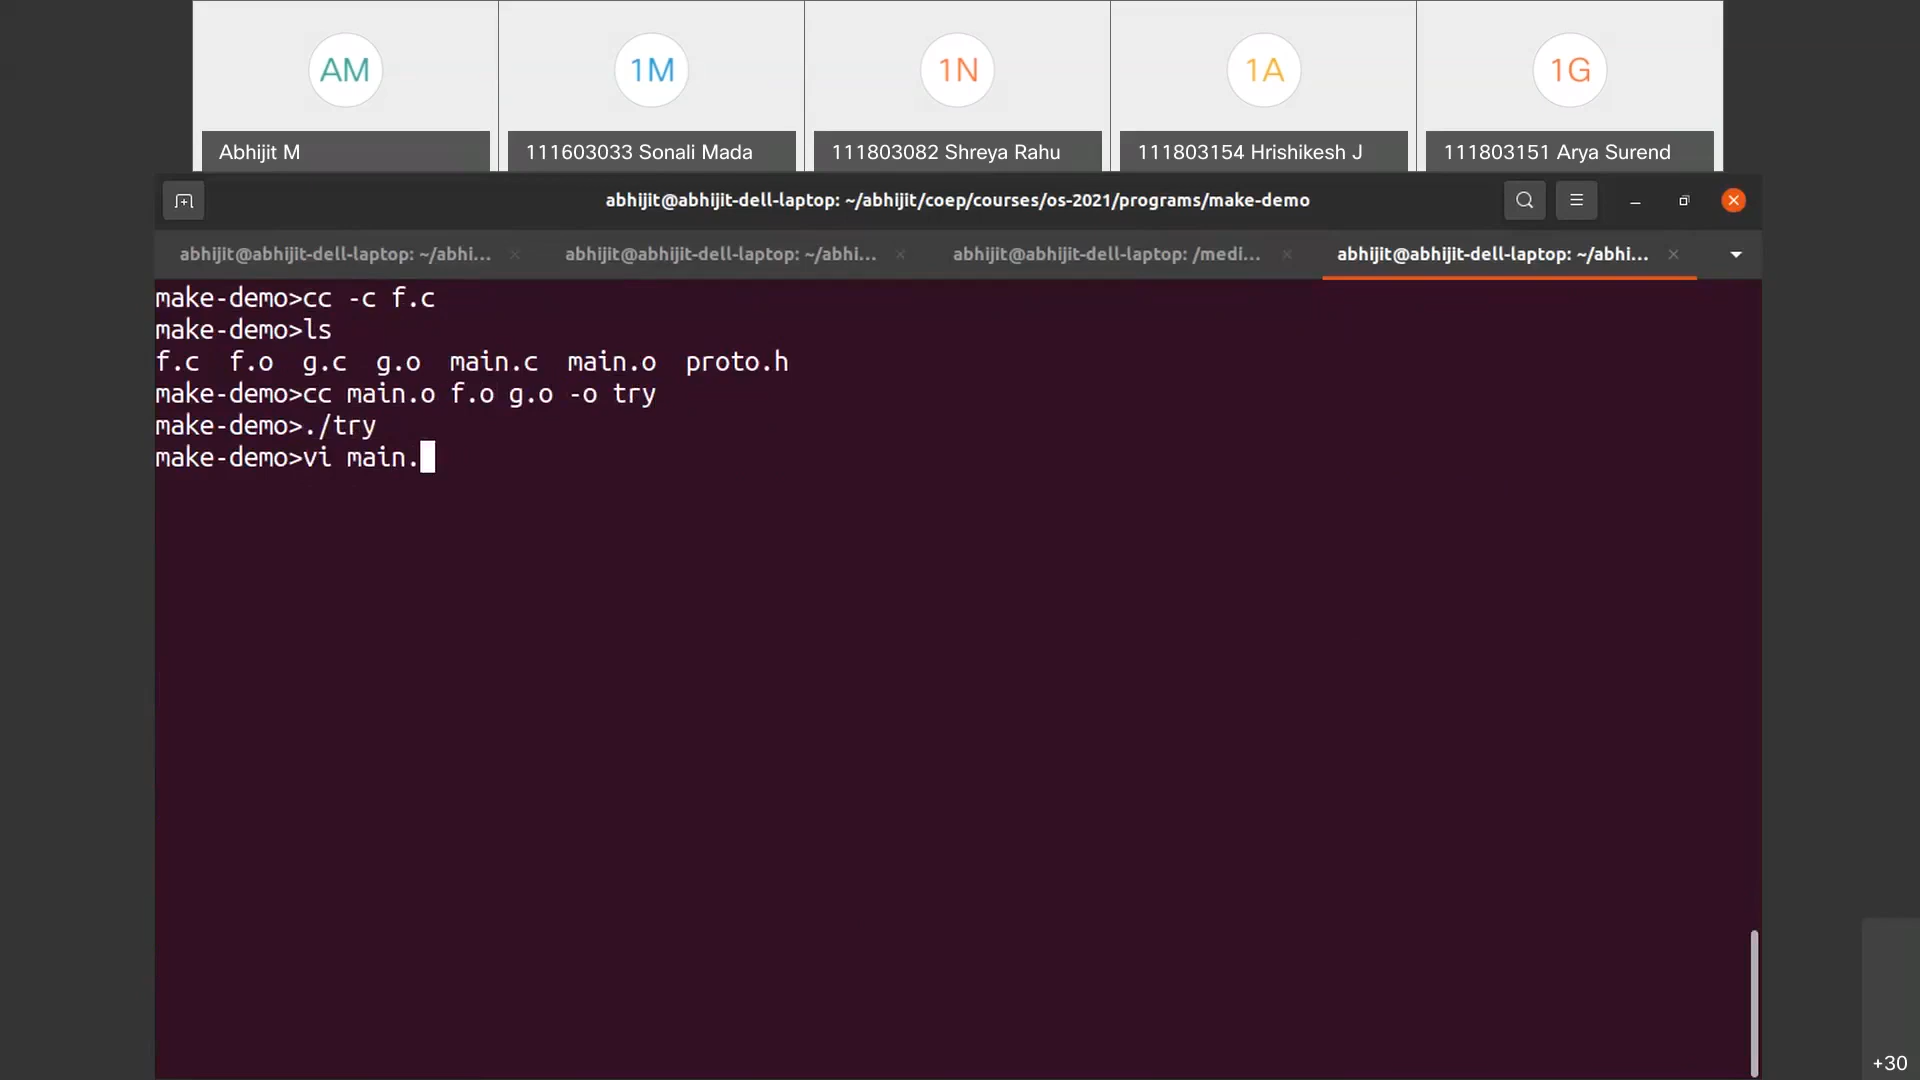 AM
1M
1N
1A
1G
Abhijit M
111603033 Sonali Mada
111803082 Shreya Rahu
111803154 Hrishikesh J
111803151 Arya Surend
abhijit@abhijit-dell-laptop: ~/abhijit/coep/courses/os-2021/programs/make-demo
abhijit@abhijit-dell-laptop: ~/abhi...
abhijit@abhijit-dell-laptop: ~/abhi...
abhijit@abhijit-dell-laptop: /medi...
abhijit@abhijit-dell-laptop: ~/abhi...
make-demo>cc -c f.c
make-demo>ls
f.c  f.o  g.c  g.o  main.c  main.o  proto.h
make-demo>cc main.o f.o g.o -o try
make-demo>./try
make-demo>vi main.
+30